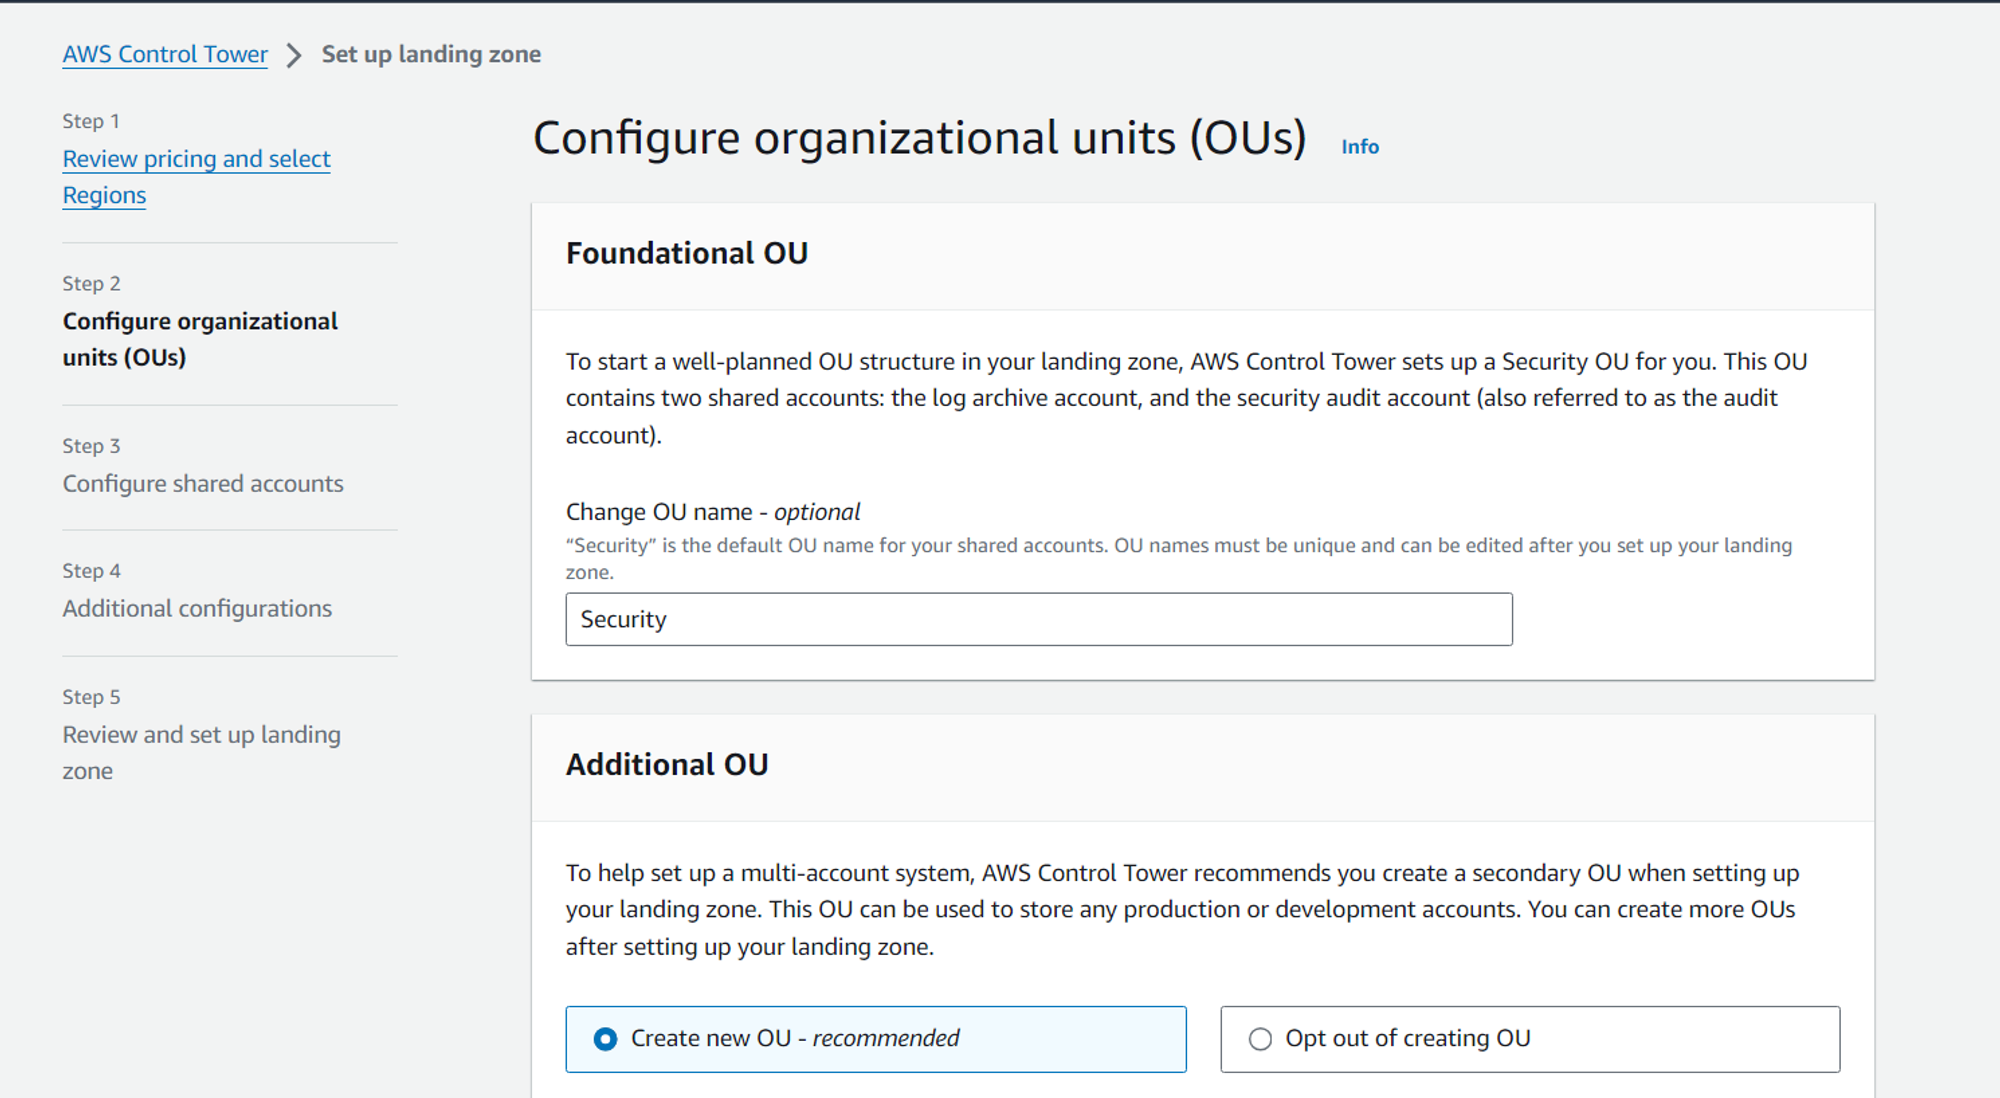 AWS Control Tower > Set up landing zone
Step 1
Review pricing and select
Regions
Step 2
Configure organizational
units (OUs)
Step 3
Configure shared accounts
Step 4
Additional configurations
Step 5
Review and set up landing
zone
Configure organizational units (OUs) Info
Foundational OU
To start a well-planned OU structure in your landing zone, AWS Control Tower sets up a Security OU for you. This OU
contains two shared accounts: the log archive account, and the security audit account (also referred to as the audit
account).
Change OU name - optional
“Security” is the default OU name for your shared accounts. OU names must be unique and can be edited after you set up your landing
zone.
Security
Additional OU
To help set up a multi-account system, AWS Control Tower recommends you create a secondary OU when setting up
your landing zone. This OU can be used to store any production or development accounts. You can create more OUs
after setting up your landing zone.
Create new OU - recommended
Opt out of creating OU